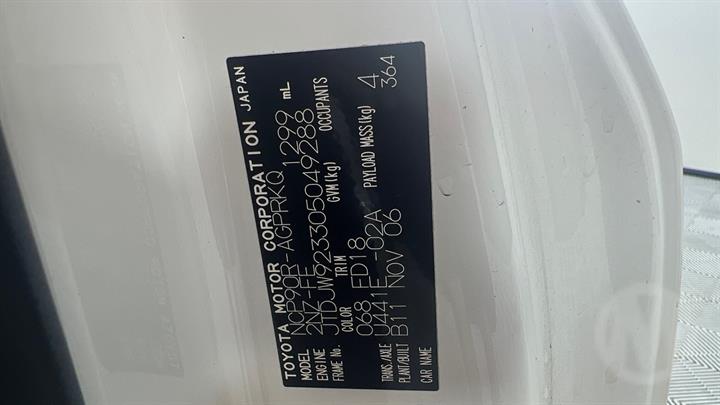 TOYOTA MOTOR CORPORATION JAPAN
MODEL NCP90R-AGPRKQ 1299 mL
ENGINE 2NZ-FE
FRAME No. JTDJW923305049288
COLOR TRIM GVM(kg) OCCUPANTS
068 FD18 4
TRANS./AXLE U441E -02A PAYLOAD MASS(kg) 364
PLANT/BUILT B11 NOV 06
CAR NAME